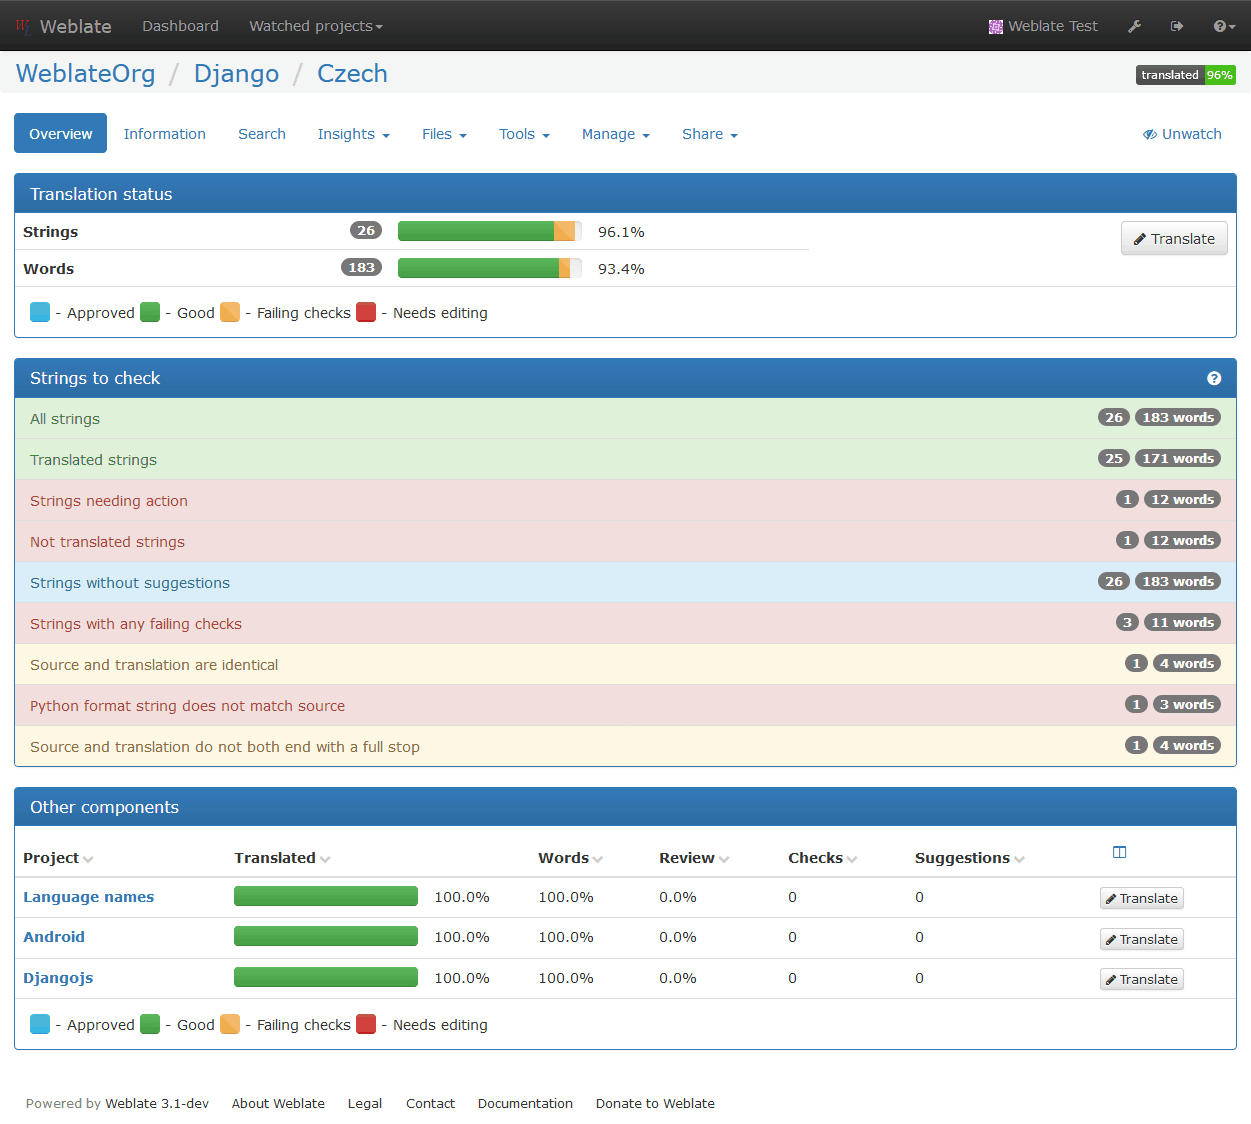 Weblate Dashboard Watched projects Weblate Test
WeblateOrg / Django / Czech translated 96%
Overview Information Search Insights Files Tools Manage Share Unwatch
Translation status
Strings 26 96.1% Translate
Words 183 93.4%
- Approved - Good - Failing checks - Needs editing
Strings to check
All strings 26 183 words
Translated strings 25 171 words
Strings needing action 1 12 words
Not translated strings 1 12 words
Strings without suggestions 26 183 words
Strings with any failing checks 3 11 words
Source and translation are identical 1 4 words
Python format string does not match source 1 3 words
Source and translation do not both end with a full stop 1 4 words
Other components
Project Translated Words Review Checks Suggestions
Language names 100.0% 100.0% 0.0% 0 0 Translate
Android 100.0% 100.0% 0.0% 0 0 Translate
Djangojs 100.0% 100.0% 0.0% 0 0 Translate
- Approved - Good - Failing checks - Needs editing
Powered by Weblate 3.1-dev About Weblate Legal Contact Documentation Donate to Weblate